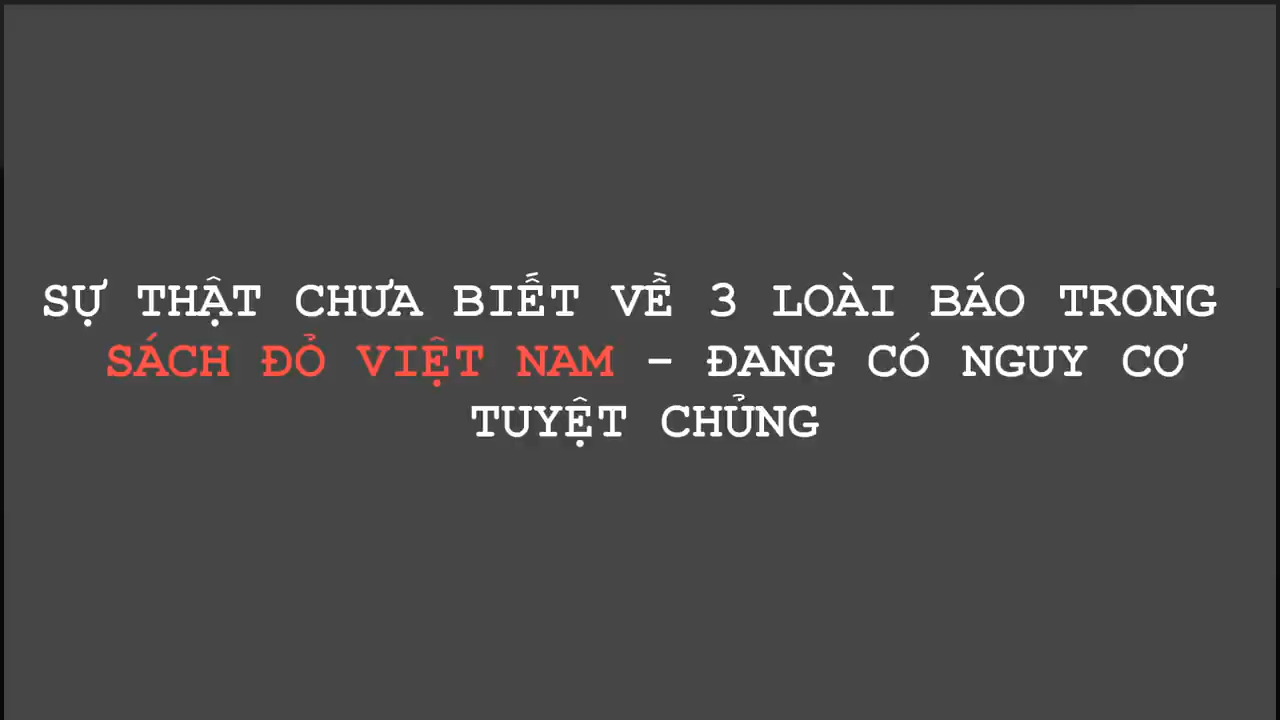 SỰ THẬT CHƯA BIẾT VỀ 3 LOÀI BÁO TRONG
SÁCH ĐỎ VIỆT NAM – ĐANG CÓ NGUY CƠ
TUYỆT CHỦNG